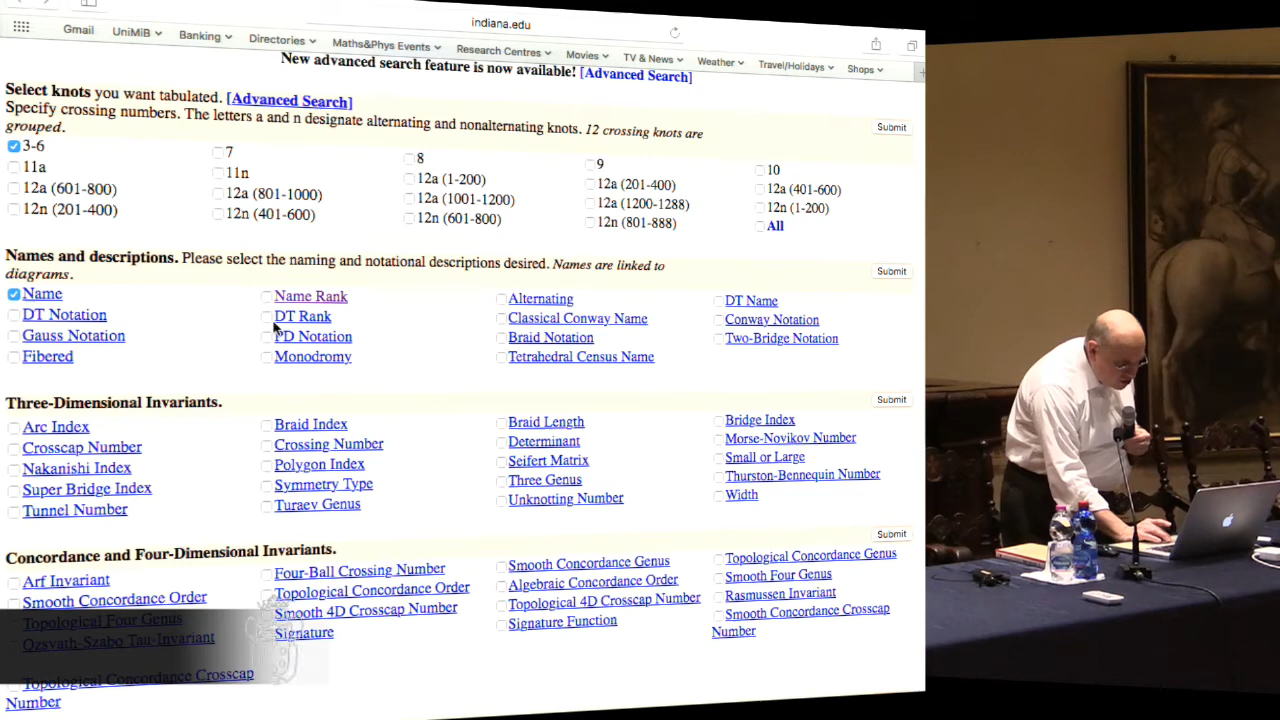 indiana.edu
Gmail UniMiB Banking Directories Maths&Phys Events Research Centres Movies TV & News Weather Travel/Holidays Shops
New advanced search feature is now available! [Advanced Search]
Select knots you want tabulated. [Advanced Search]
Specify crossing numbers. The letters a and n designate alternating and nonalternating knots. 12 crossing knots are
grouped.
Submit
3-6 7 8 9 10
11a 11n 12a (1-200) 12a (201-400) 12a (401-600)
12a (601-800) 12a (801-1000) 12a (1001-1200) 12a (1200-1288) 12n (1-200)
12n (201-400) 12n (401-600) 12n (601-800) 12n (801-888) All
Names and descriptions. Please select the naming and notational descriptions desired. Names are linked to
diagrams.
Submit
Name Name Rank Alternating DT Name
DT Notation DT Rank Classical Conway Name Conway Notation
Gauss Notation PD Notation Braid Notation Two-Bridge Notation
Fibered Monodromy Tetrahedral Census Name
Three-Dimensional Invariants.
Submit
Arc Index Braid Index Braid Length Bridge Index
Crosscap Number Crossing Number Determinant Morse-Novikov Number
Nakanishi Index Polygon Index Seifert Matrix Small or Large
Super Bridge Index Symmetry Type Three Genus Thurston-Bennequin Number
Tunnel Number Turaev Genus Unknotting Number Width
Concordance and Four-Dimensional Invariants.
Submit
Arf Invariant Four-Ball Crossing Number Smooth Concordance Genus Topological Concordance Genus
Smooth Concordance Order Topological Concordance Order Algebraic Concordance Order Smooth Four Genus
Topological Four Genus Smooth 4D Crosscap Number Topological 4D Crosscap Number Rasmussen Invariant
Ozsvath-Szabo Tau-Invariant Signature Signature Function Smooth Concordance Crosscap
Number
Topological Concordance Crosscap
Number